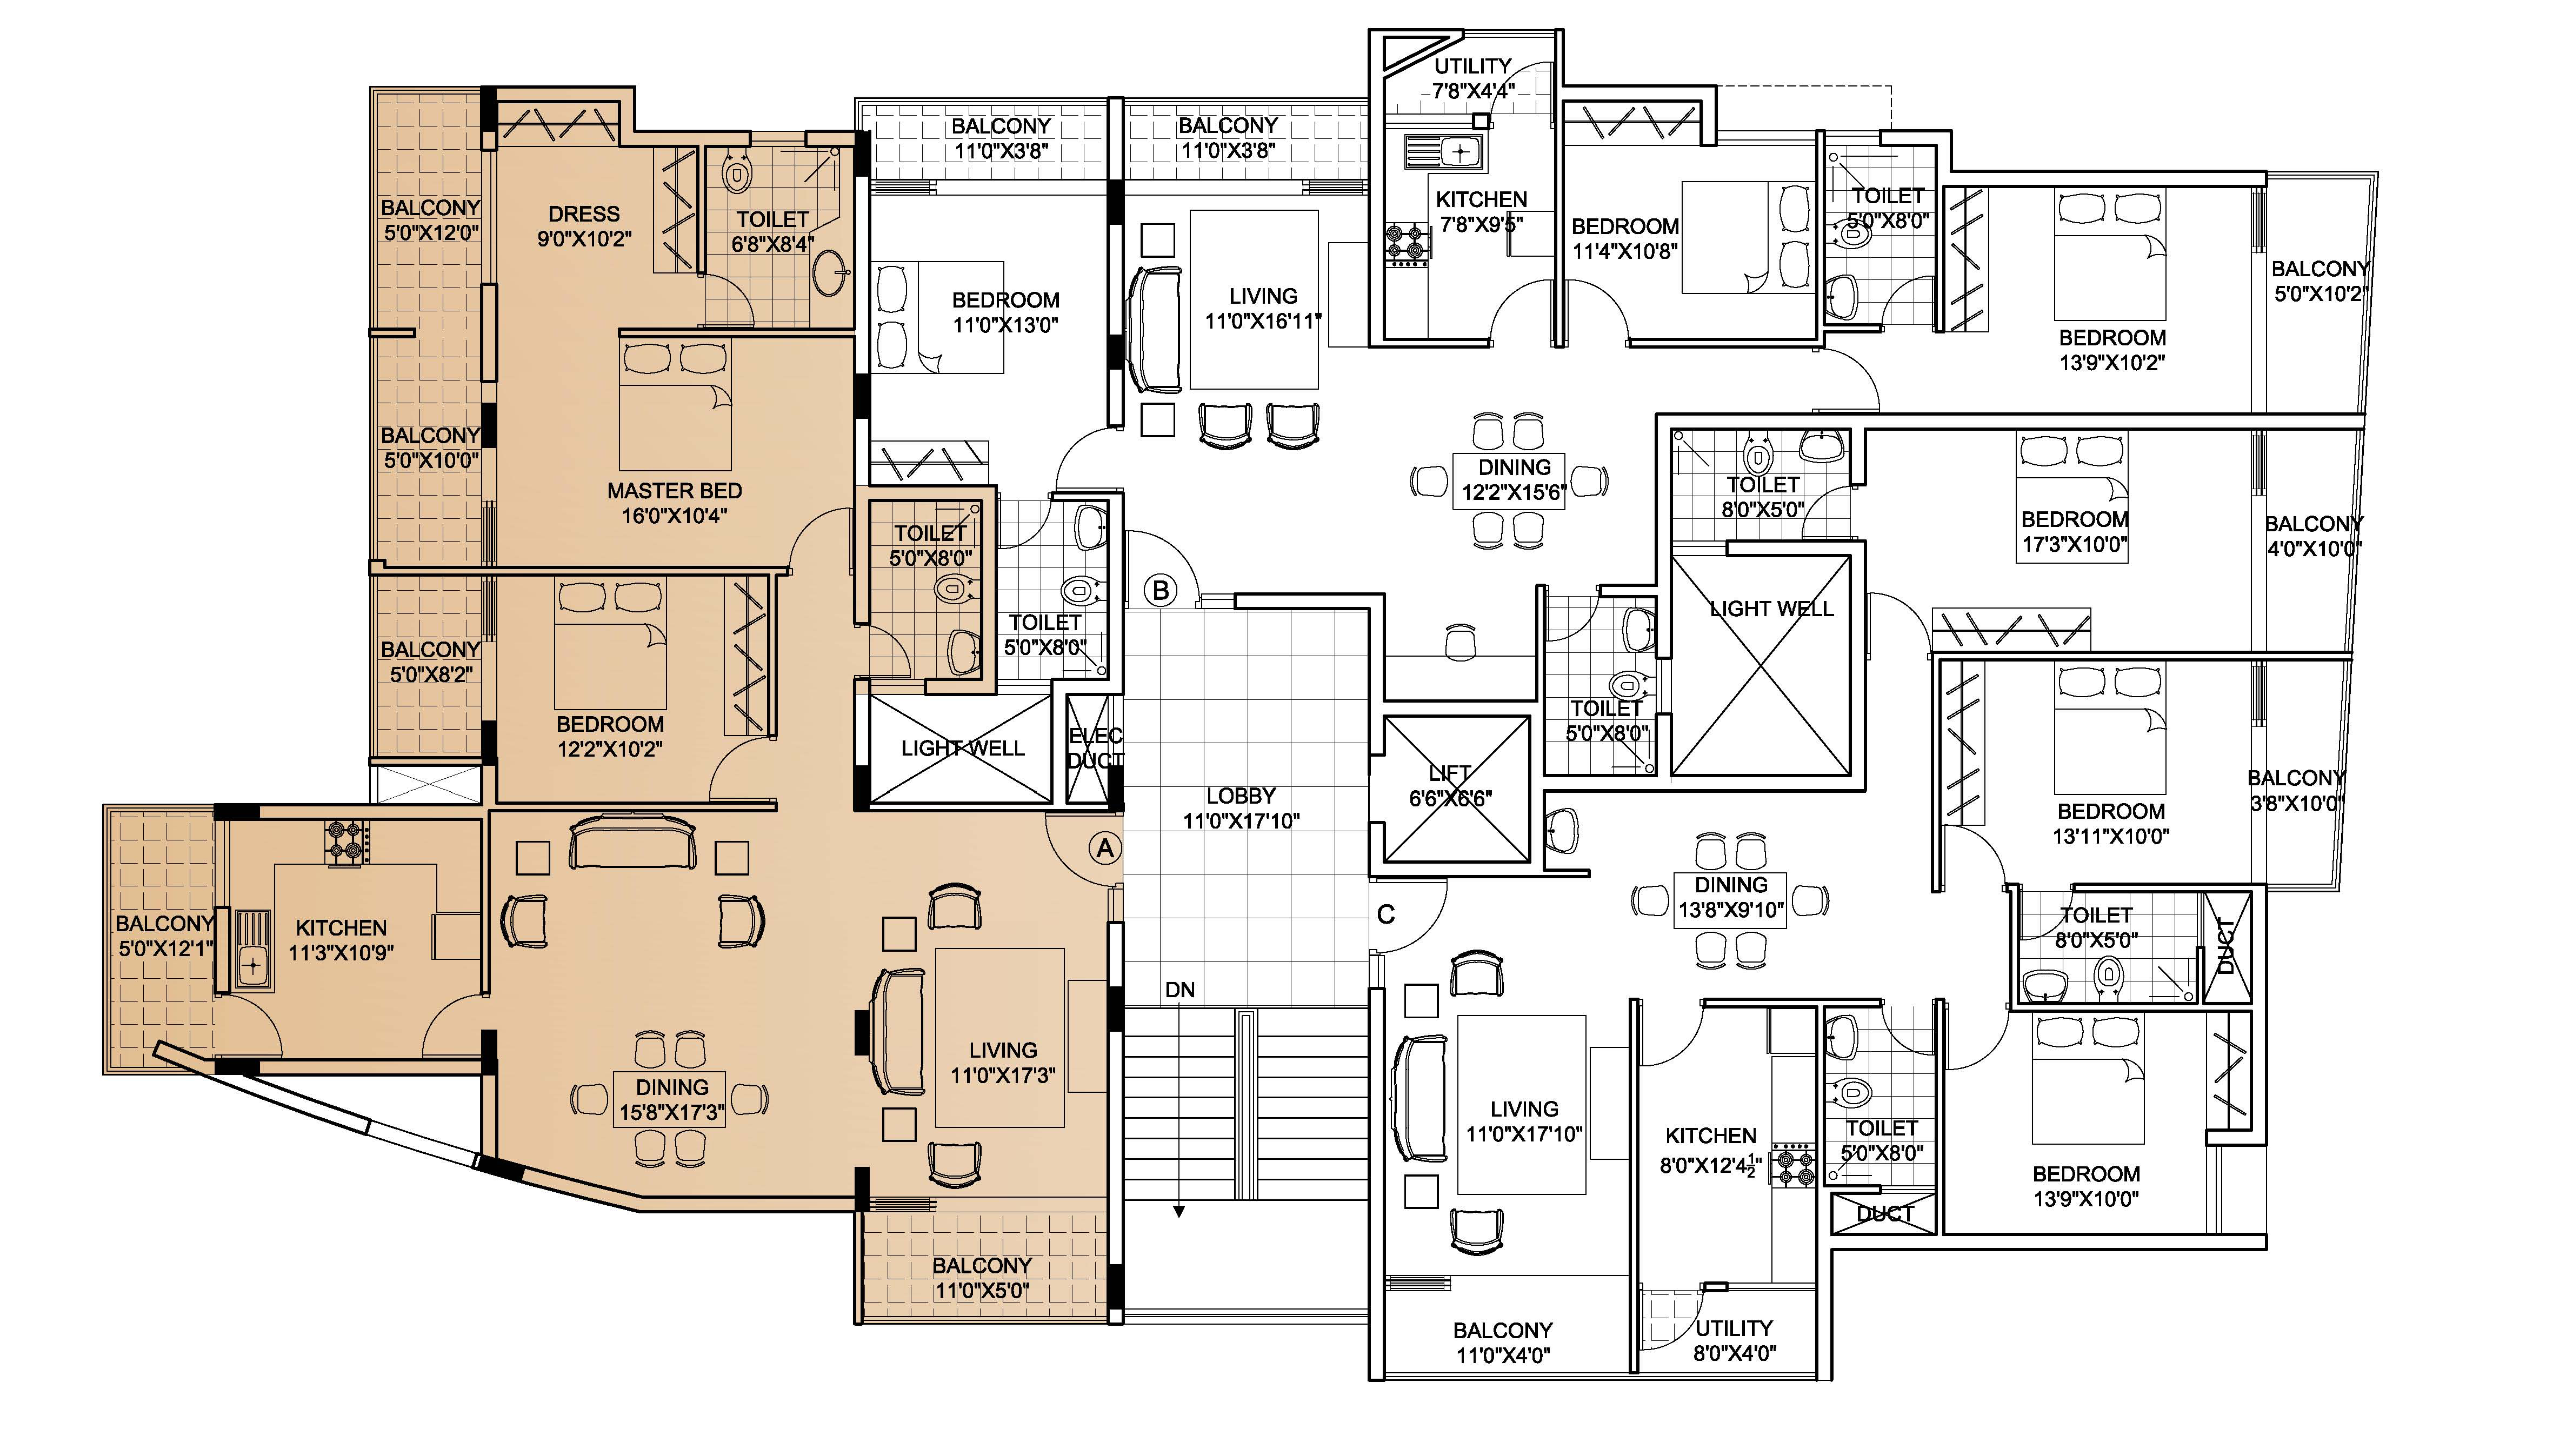 UTILITY
7'8"X4'4"
BALCONY
11'0"X3'8"
BALCONY
11'0"X3'8"
BALCONY
5'0"X12'0"
DRESS
9'0"X10'2"
TOILET
6'8"X8'4"
KITCHEN
7'8"X9'5"
BEDROOM
11'4"X10'8"
TOILET
5'0"X8'0"
BEDROOM
11'0"X13'0"
LIVING
11'0"X16'11"
BALCONY
5'0"X10'2"
BEDROOM
13'9"X10'2"
BALCONY
5'0"X10'0"
MASTER BED
16'0"X10'4"
DINING
12'2"X15'6"
TOILET
8'0"X5'0"
BEDROOM
17'3"X10'0"
BALCONY
4'0"X10'0"
TOILET
5'0"X8'0"
B
TOILET
5'0"X8'0"
LIGHT WELL
BALCONY
5'0"X8'2"
BEDROOM
12'2"X10'2"
LIGHT WELL
ELEC
DUCT
TOILET
5'0"X8'0"
LIFT
6'6"X6'6"
LOBBY
11'0"X17'10"
BALCONY
3'8"X10'0"
BEDROOM
13'11"X10'0"
A
C
DINING
13'8"X9'10"
TOILET
8'0"X5'0"
DUCT
BALCONY
5'0"X12'1"
KITCHEN
11'3"X10'9"
DN
LIVING
11'0"X17'3"
DINING
15'8"X17'3"
LIVING
11'0"X17'10"
KITCHEN
8'0"X12'4½"
TOILET
5'0"X8'0"
BEDROOM
13'9"X10'0"
DUCT
BALCONY
11'0"X5'0"
BALCONY
11'0"X4'0"
UTILITY
8'0"X4'0"